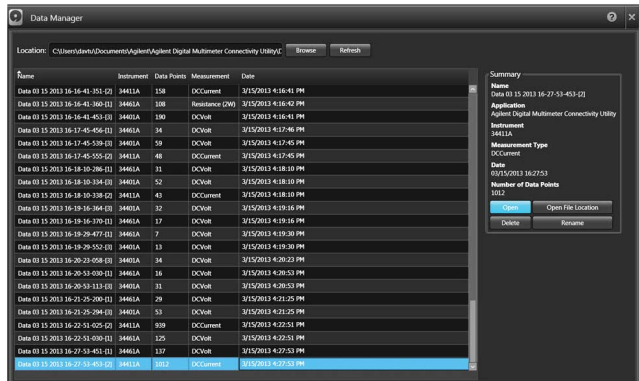 Data Manager
Location: C:\Users\davtu\Documents\Agilent\Agilent Digital Multimeter Connectivity Utility\D Browse Refresh
Name Instrument Data Points Measurement Date
Data 03 15 2013 16-16-41-351-[2] 34411A 158 DCCurrent 3/15/2013 4:16:41 PM
Data 03 15 2013 16-16-41-360-[1] 34461A 108 Resistance (2W) 3/15/2013 4:16:42 PM
Data 03 15 2013 16-16-41-453-[3] 34401A 190 DCVolt 3/15/2013 4:16:41 PM
Data 03 15 2013 16-17-45-456-[1] 34461A 34 DCVolt 3/15/2013 4:17:46 PM
Data 03 15 2013 16-17-45-539-[3] 34461A 59 DCVolt 3/15/2013 4:17:45 PM
Data 03 15 2013 16-17-45-555-[2] 34411A 48 DCCurrent 3/15/2013 4:17:45 PM
Data 03 15 2013 16-18-10-286-[1] 34461A 31 DCVolt 3/15/2013 4:18:10 PM
Data 03 15 2013 16-18-10-334-[3] 34401A 52 DCVolt 3/15/2013 4:18:10 PM
Data 03 15 2013 16-18-10-338-[2] 34411A 43 DCCurrent 3/15/2013 4:18:10 PM
Data 03 15 2013 16-19-16-364-[3] 34401A 32 DCVolt 3/15/2013 4:19:16 PM
Data 03 15 2013 16-19-16-370-[1] 34461A 17 DCVolt 3/15/2013 4:19:16 PM
Data 03 15 2013 16-19-29-477-[1] 34461A 7 DCVolt 3/15/2013 4:19:30 PM
Data 03 15 2013 16-19-29-552-[3] 34401A 13 DCVolt 3/15/2013 4:19:30 PM
Data 03 15 2013 16-20-23-058-[3] 34401A 34 DCVolt 3/15/2013 4:20:23 PM
Data 03 15 2013 16-20-53-030-[1] 34461A 16 DCVolt 3/15/2013 4:20:53 PM
Data 03 15 2013 16-20-53-113-[3] 34401A 31 DCVolt 3/15/2013 4:20:53 PM
Data 03 15 2013 16-21-25-200-[1] 34461A 29 DCVolt 3/15/2013 4:21:25 PM
Data 03 15 2013 16-21-25-294-[3] 34461A 53 DCVolt 3/15/2013 4:21:25 PM
Data 03 15 2013 16-22-51-025-[2] 34411A 939 DCCurrent 3/15/2013 4:22:51 PM
Data 03 15 2013 16-22-51-030-[1] 34461A 125 DCVolt 3/15/2013 4:22:51 PM
Data 03 15 2013 16-27-53-451-[1] 34461A 137 DCVolt 3/15/2013 4:27:53 PM
Data 03 15 2013 16-27-53-453-[2] 34411A 1012 DCCurrent 3/15/2013 4:27:53 PM
Summary
Name
Data 03 15 2013 16-27-53-453-[2]
Application
Agilent Digital Multimeter Connectivity Utility
Instrument
34411A
Measurement Type
DCCurrent
Date
03/15/2013 16:27:53
Number of Data Points
1012
Open Open File Location
Delete Rename